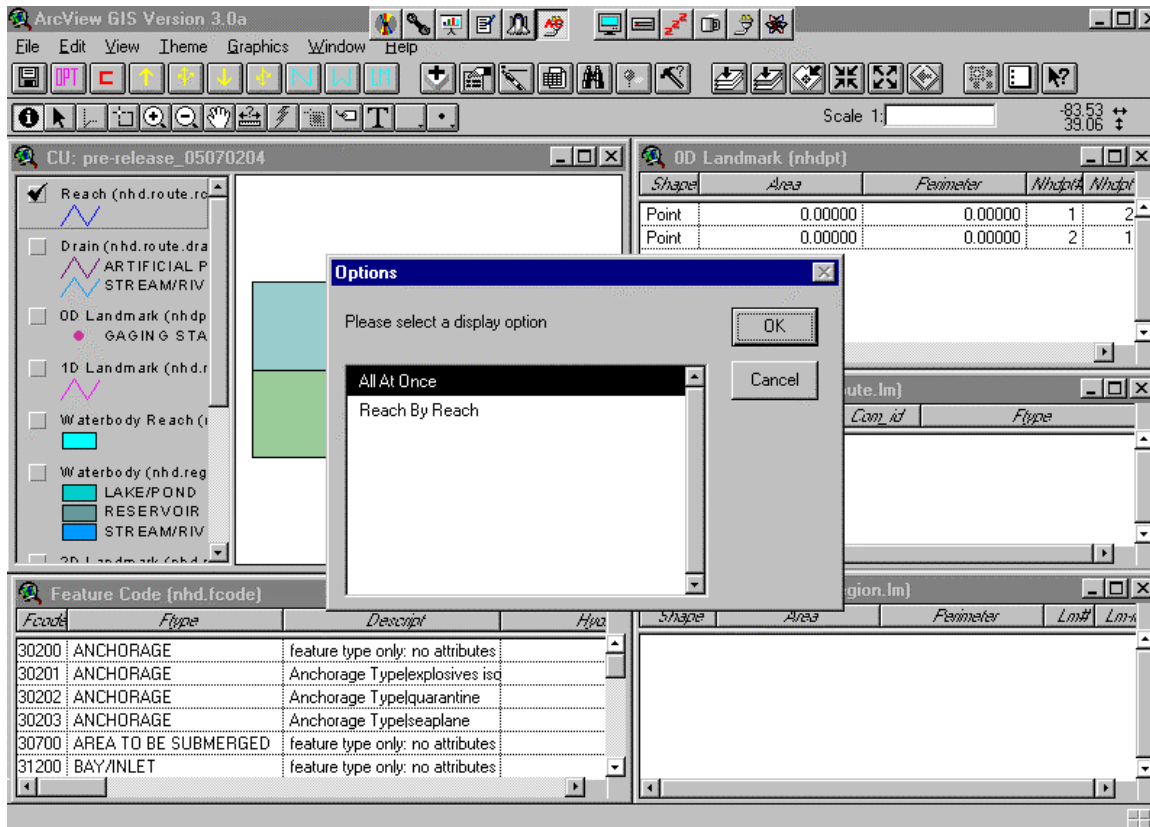 ArcView GIS Version 3.0a
File Edit View Theme Graphics Window Help
OPT
T
Scale 1:
-83.53
39.06
CU: pre-release_05070204
Reach (nhd.route.rc
Drain (nhd.route.dra
ARTIFICIAL P
STREAM/RIV
0D Landmark (nhdp
GAGING STA
1D Landmark (nhd.r
Waterbody Reach (
Waterbody (nhd.reg
LAKE/POND
RESERVOIR
STREAM/RIV
2D Landmark (nhd.r
0D Landmark (nhdpt)
Shape Area Perimeter Nhdpt# Nhdpt
Point 0.00000 0.00000 1 2
Point 0.00000 0.00000 2 1
Options
Please select a display option
All At Once
Reach By Reach
OK
Cancel
ute.lm)
Com_id Ftype
Feature Code (nhd.fcode)
Fcode Ftype Descript Hyd
30200 ANCHORAGE feature type only: no attributes
30201 ANCHORAGE Anchorage Type|explosives iso
30202 ANCHORAGE Anchorage Type|quarantine
30203 ANCHORAGE Anchorage Type|seaplane
30700 AREA TO BE SUBMERGED feature type only: no attributes
31200 BAY/INLET feature type only: no attributes
gion.lm)
Shape Area Perimeter Lm#